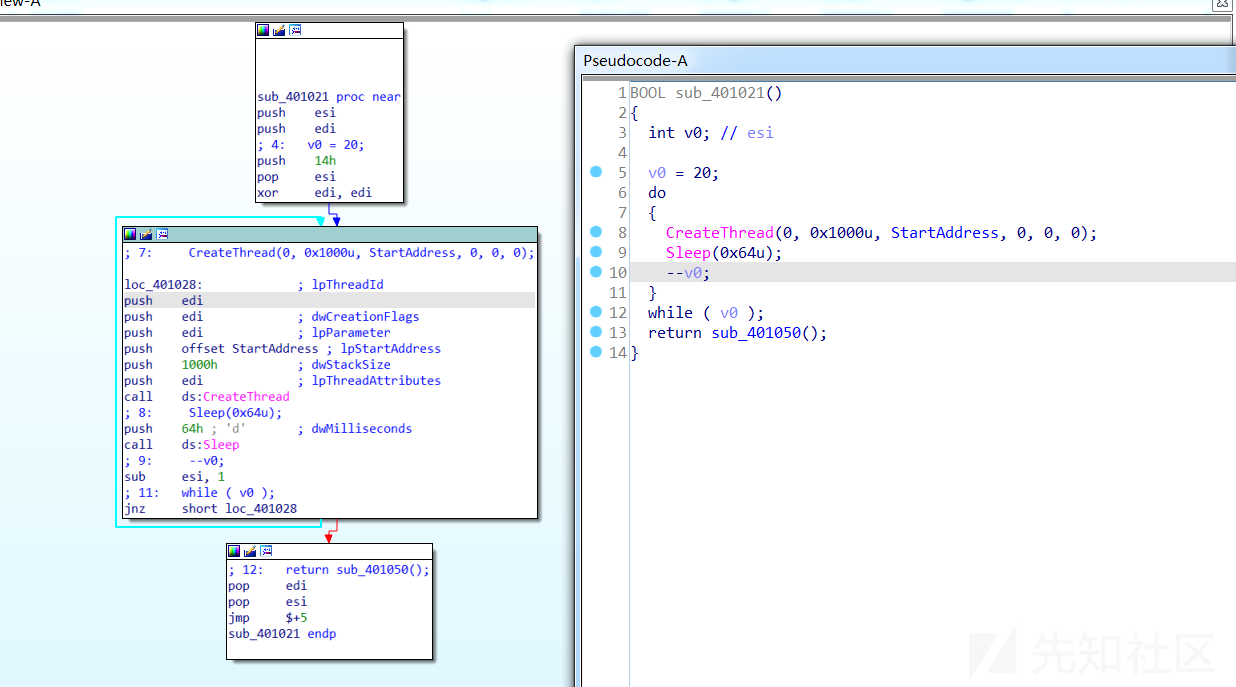 iew-A
sub_401021 proc near
push esi
push edi
; 4: v0 = 20;
push 14h
pop esi
xor edi, edi
; 7: CreateThread(0, 0x1000u, StartAddress, 0, 0, 0);
loc_401028: ; lpThreadId
push edi
push edi ; dwCreationFlags
push edi ; lpParameter
push offset StartAddress ; lpStartAddress
push 1000h ; dwStackSize
push edi ; lpThreadAttributes
call ds:CreateThread
; 8: Sleep(0x64u);
push 64h ; 'd' ; dwMilliseconds
call ds:Sleep
; 9: --v0;
sub esi, 1
; 11: while ( v0 );
jnz short loc_401028
; 12: return sub_401050();
pop edi
pop esi
jmp $+5
sub_401021 endp
Pseudocode-A
1 BOOL sub_401021()
2 {
3 int v0; // esi
4
5 v0 = 20;
6 do
7 {
8 CreateThread(0, 0x1000u, StartAddress, 0, 0, 0);
9 Sleep(0x64u);
10 --v0;
11 }
12 while ( v0 );
13 return sub_401050();
14 }
先知社区